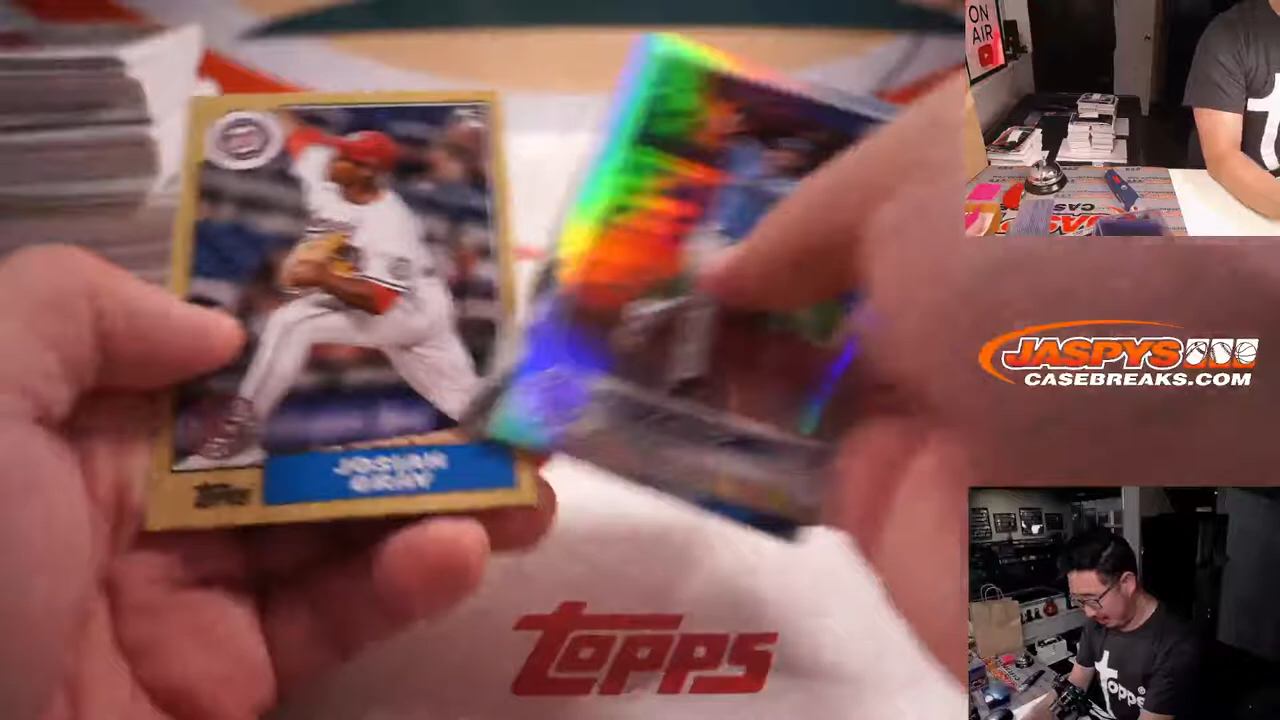 ON
AIR
JOSIAH
GRAY
topps
topps
JASPYS
CASEBREAKS.COM
topps